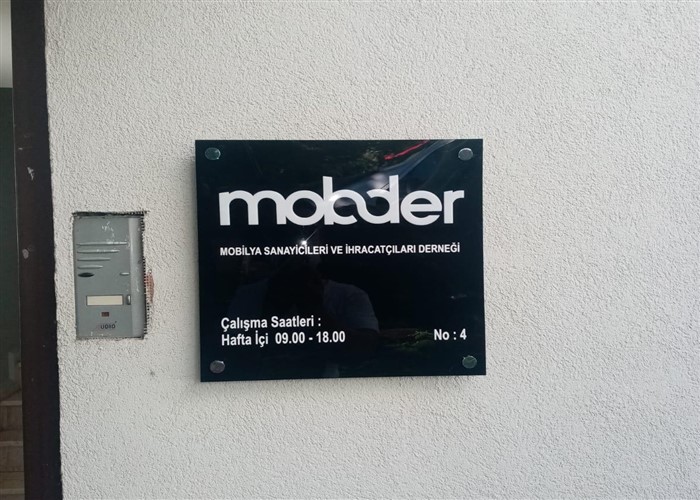 mobder
MOBİLYA SANAYİCİLERİ VE İHRACATÇILARI DERNEĞİ
Çalışma Saatleri :
Hafta İçi 09.00 - 18.00
No : 4